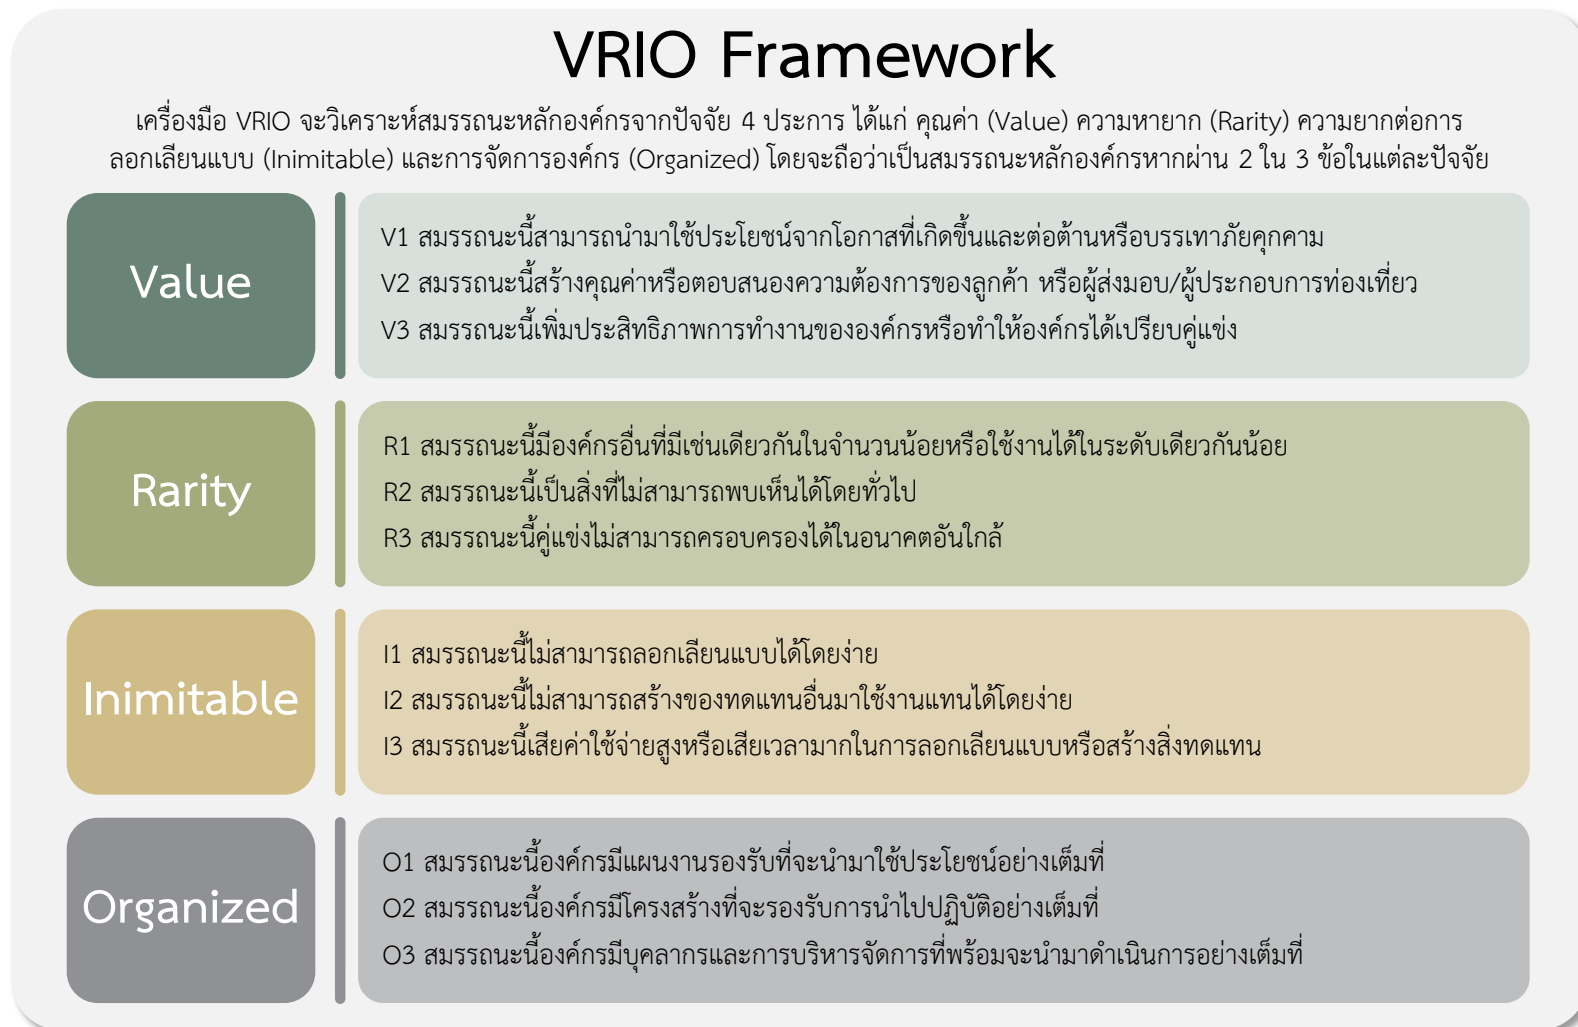 VRIO Framework
เครื่องมือ VRIO จะวิเคราะห์สมรรถนะหลักองค์กรจากปัจจัย 4 ประการ ได้แก่ คุณค่า (Value) ความหายาก (Rarity) ความยากต่อการ
ลอกเลียนแบบ (Inimitable) และการจัดการองค์กร (Organized) โดยจะถือว่าเป็นสมรรถนะหลักองค์กรหากผ่าน 2 ใน 3 ข้อในแต่ละปัจจัย
Value
V1 สมรรถนะนี้สามารถนำมาใช้ประโยชน์จากโอกาสที่เกิดขึ้นและต่อต้านหรือบรรเทาภัยคุกคาม
V2 สมรรถนะนี้สร้างคุณค่าหรือตอบสนองความต้องการของลูกค้า หรือผู้ส่งมอบ/ผู้ประกอบการท่องเที่ยว
V3 สมรรถนะนี้เพิ่มประสิทธิภาพการทำงานขององค์กรหรือทำให้องค์กรได้เปรียบคู่แข่ง
Rarity
R1 สมรรถนะนี้มีองค์กรอื่นที่มีเช่นเดียวกันในจำนวนน้อยหรือใช้งานได้ในระดับเดียวกันน้อย
R2 สมรรถนะนี้เป็นสิ่งที่ไม่สามารถพบเห็นได้โดยทั่วไป
R3 สมรรถนะนี้คู่แข่งไม่สามารถครอบครองได้ในอนาคตอันใกล้
Inimitable
I1 สมรรถนะนี้ไม่สามารถลอกเลียนแบบได้โดยง่าย
I2 สมรรถนะนี้ไม่สามารถสร้างของทดแทนอื่นมาใช้งานแทนได้โดยง่าย
I3 สมรรถนะนี้เสียค่าใช้จ่ายสูงหรือเสียเวลามากในการลอกเลียนแบบหรือสร้างสิ่งทดแทน
Organized
O1 สมรรถนะนี้องค์กรมีแผนงานรองรับที่จะนำมาใช้ประโยชน์อย่างเต็มที่
O2 สมรรถนะนี้องค์กรมีโครงสร้างที่จะรองรับการนำไปปฏิบัติอย่างเต็มที่
O3 สมรรถนะนี้องค์กรมีบุคลากรและการบริหารจัดการที่พร้อมจะนำมาดำเนินการอย่างเต็มที่